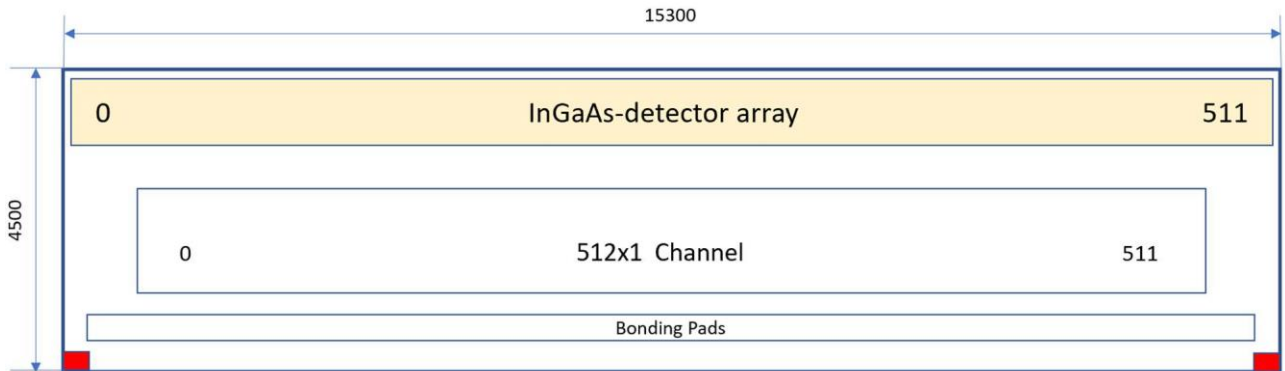 15300
0 InGaAs-detector array 511
4500
0 512x1 Channel 511
Bonding Pads